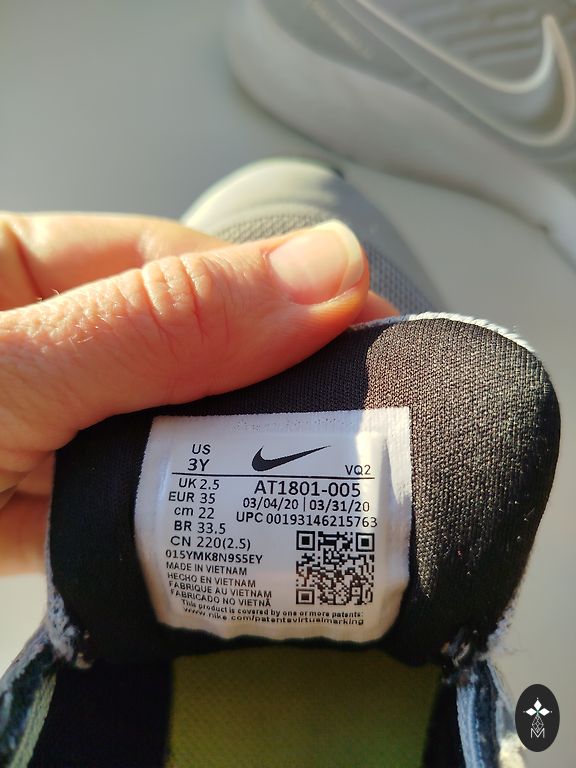 US
3Y
VQ2
UK 2.5
EUR 35
cm 22
BR 33,5
CN 220(2.5)
AT1801-005
03/04/20 | 03/31/20
UPC 00193146215763
015YMK8N9S5EY
MADE IN VIETNAM
HECHO EN VIETNAM
FABRIQUE AU VIETNAM
FABRICADO NO VIETNÃ
This product is covered by one or more patents:
www.nike.com/patentsvirtualmarking
M